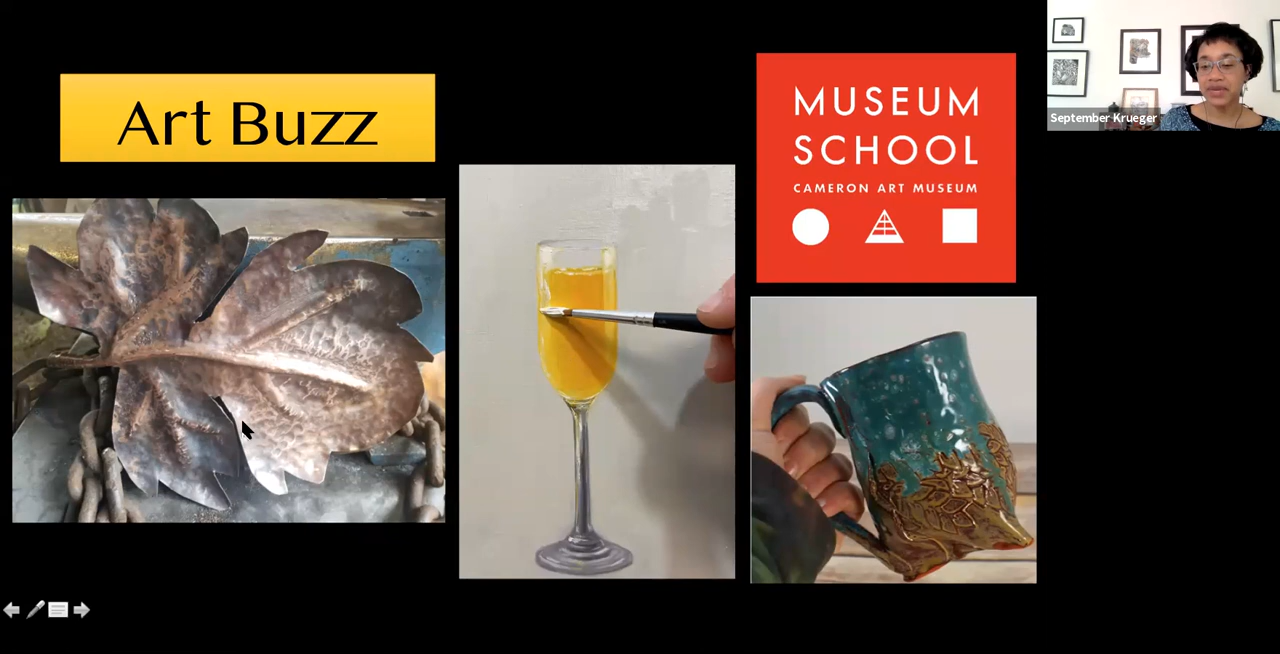 Art Buzz
MUSEUM
SCHOOL
CAMERON ART MUSEUM
September Krueger